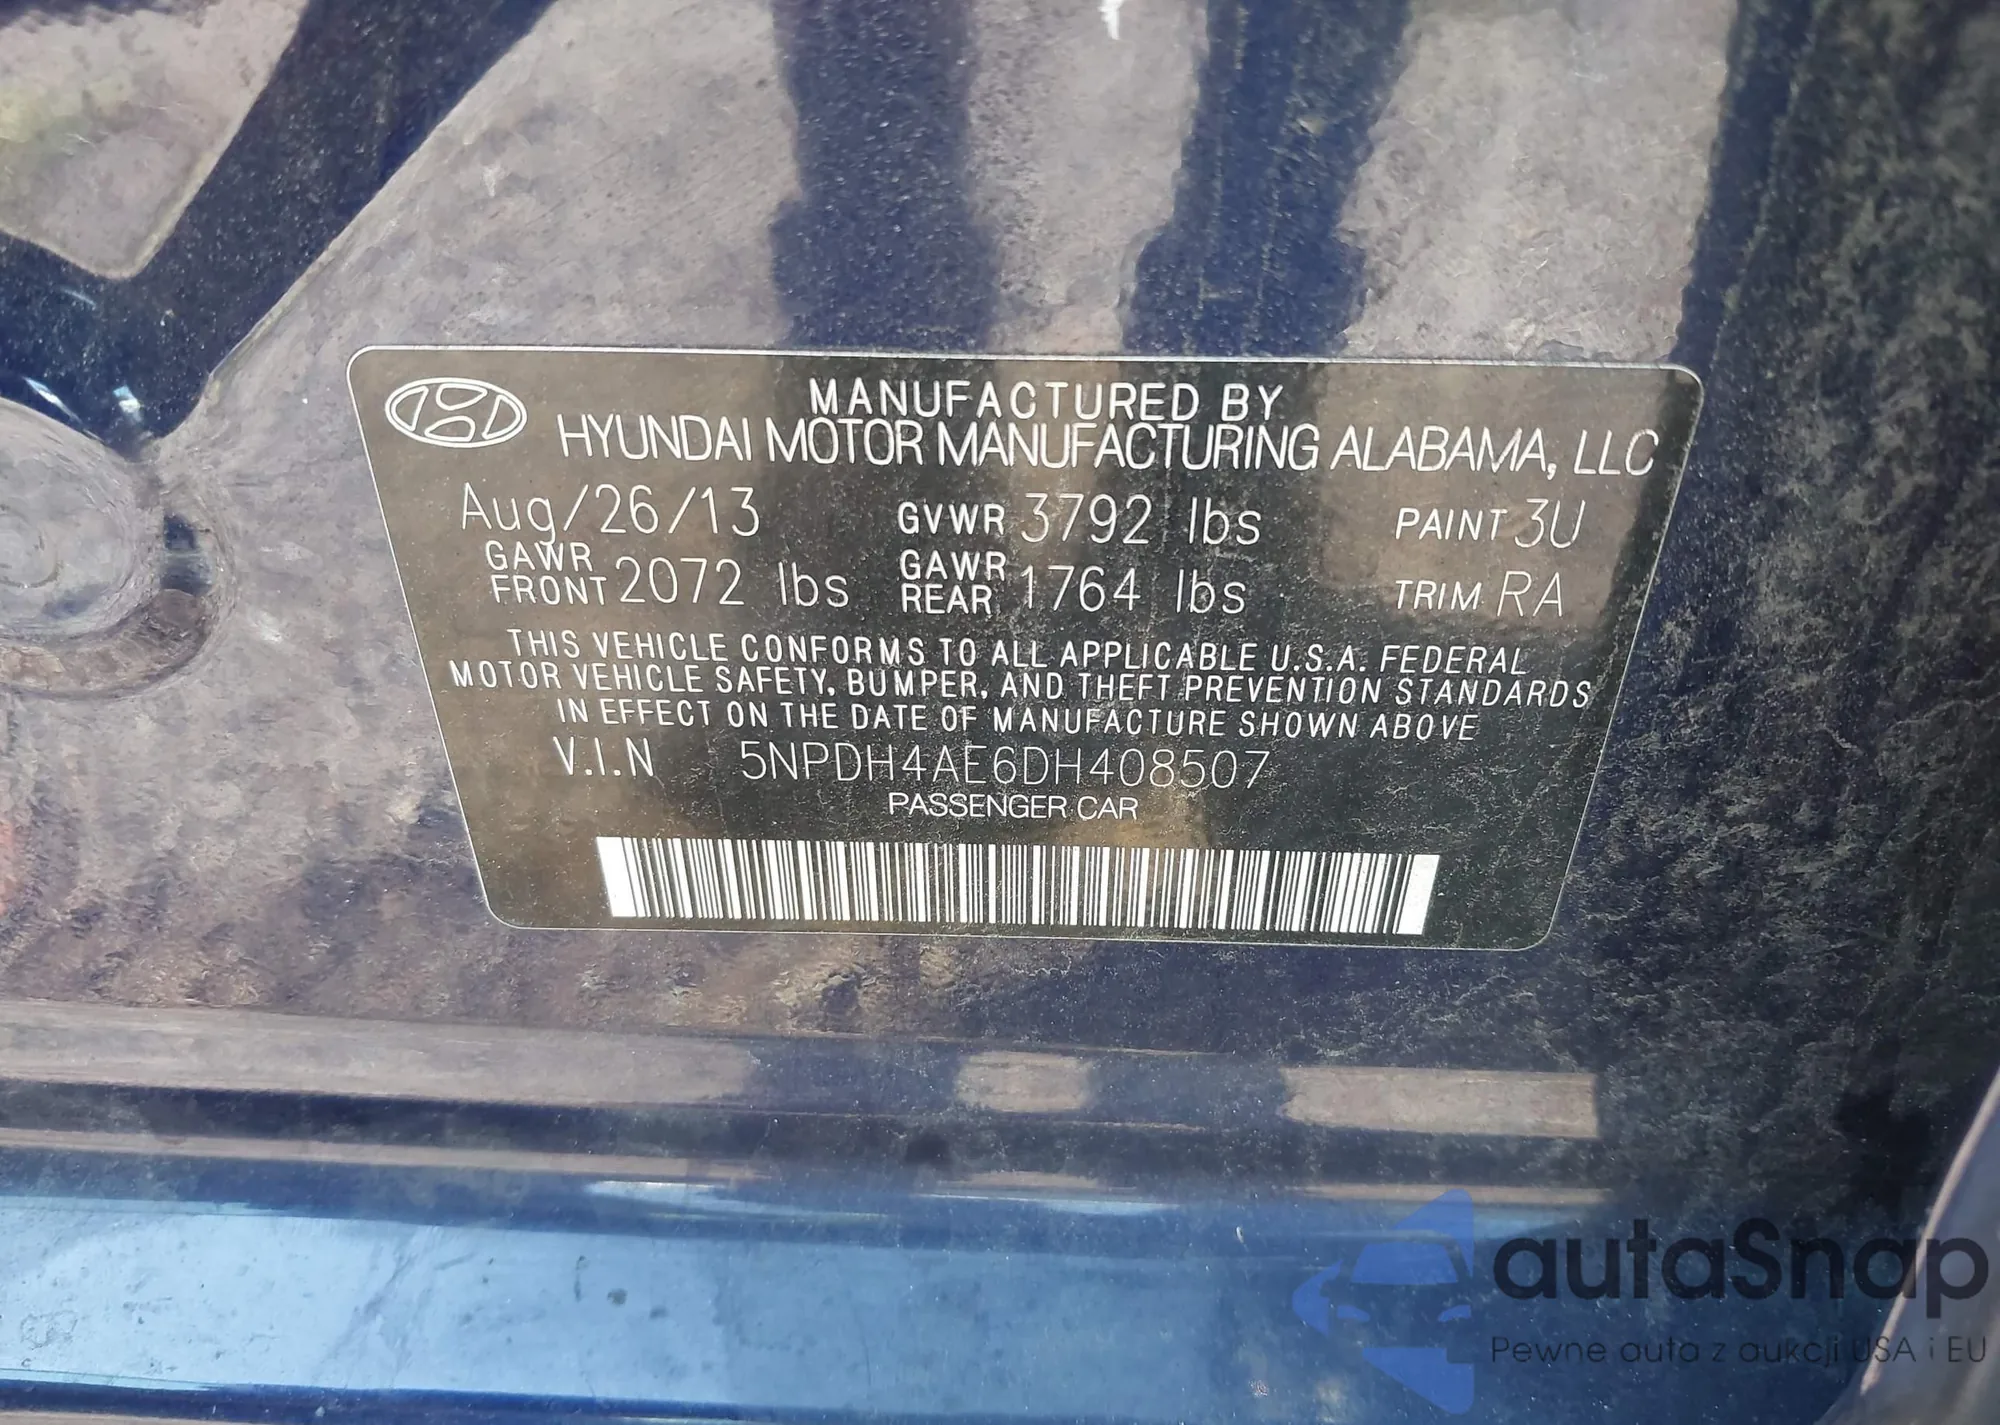 MANUFACTURED BY
HYUNDAI MOTOR MANUFACTURING ALABAMA, LLC
Aug/26/13 GVWR 3792 lbs PAINT 3U
GAWR FRONT 2072 lbs GAWR REAR 1764 lbs TRIM RA
THIS VEHICLE CONFORMS TO ALL APPLICABLE U.S.A. FEDERAL
MOTOR VEHICLE SAFETY, BUMPER, AND THEFT PREVENTION STANDARDS
IN EFFECT ON THE DATE OF MANUFACTURE SHOWN ABOVE
V.I.N 5NPDH4AE6DH408507
PASSENGER CAR
autaSnap
Pewne auta z aukcji USA i EU